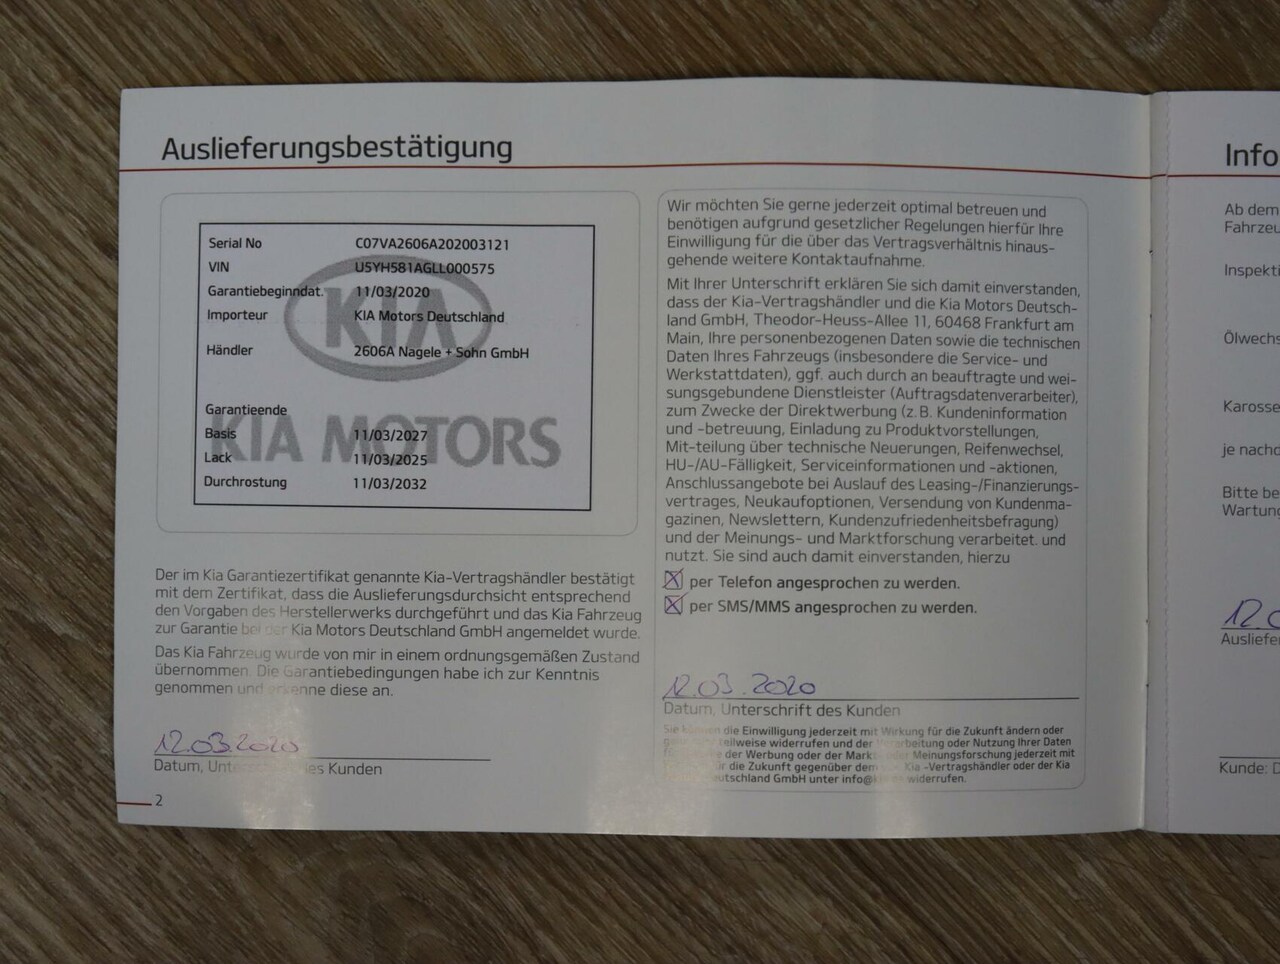 Auslieferungsbestätigung
Serial No C07VA2606A202003121
VIN U5YH581AGLL000575
Garantiebeginndat. 11/03/2020
Importeur KIA Motors Deutschland
Händler 2606A Nagele + Sohn GmbH
Garantieende
Basis 11/03/2027
Lack 11/03/2025
Durchrostung 11/03/2032
KIA
KIA MOTORS
Der im Kia Garantiezertifikat genannte Kia-Vertragshändler bestätigt
mit dem Zertifikat, dass die Auslieferungsdurchsicht entsprechend
den Vorgaben des Herstellerwerks durchgeführt und das Kia Fahrzeug
zur Garantie bei der Kia Motors Deutschland GmbH angemeldet wurde.
Das Kia Fahrzeug wurde von mir in einem ordnungsgemäßen Zustand
übernommen. Die Garantiebedingungen habe ich zur Kenntnis
genommen und erkenne diese an.
12.03.2020
Datum, des Kunden
2
Wir möchten Sie gerne jederzeit optimal betreuen und
benötigen aufgrund gesetzlicher Regelungen hierfür Ihre
Einwilligung für die über das Vertragsverhältnis hinaus-
gehende weitere Kontaktaufnahme.
Mit Ihrer Unterschrift erklären Sie sich damit einverstanden,
dass der Kia-Vertragshändler und die Kia Motors Deutsch-
land GmbH, Theodor-Heuss-Allee 11, 60468 Frankfurt am
Main, Ihre personenbezogenen Daten sowie die technischen
Daten Ihres Fahrzeugs (insbesondere die Service- und
Werkstattdaten), ggf. auch durch an beauftragte und wei-
sungsgebundene Dienstleister (Auftragsdatenverarbeiter),
zum Zwecke der Direktwerbung (z.B. Kundeninformation
und -betreuung, Einladung zu Produktvorstellungen,
Mit-teilung über technische Neuerungen, Reifenwechsel,
HU-/AU-Fälligkeit, Serviceinformationen und -aktionen,
Anschlussangebote bei Auslauf des Leasing-/Finanzierungs-
vertrages, Neukaufoptionen, Versendung von Kundenma-
gazinen, Newslettern, Kundenzufriedenheitsbefragung)
und der Meinungs- und Marktforschung verarbeitet. und
nutzt. Sie sind auch damit einverstanden, hierzu
per Telefon angesprochen zu werden.
per SMS/MMS angesprochen zu werden.
12.03.2020
Datum, Unterschrift des Kunden
Sie können die Einwilligung jederzeit mit Wirkung für die Zukunft ändern oder
teilweise widerrufen und der Verarbeitung oder Nutzung Ihrer Daten
der Werbung oder der Meinungsforschung jederzeit mit
für die Zukunft gegenüber dem Kia -Vertragshändler oder der Kia
GmbH unter widerrufen.
Info
Ab dem
Fahrzeu
Inspekti
Ölwechs
Karosse
je nach
Bitte be
Wartung
12.0
Ausliefe
Kunde: D